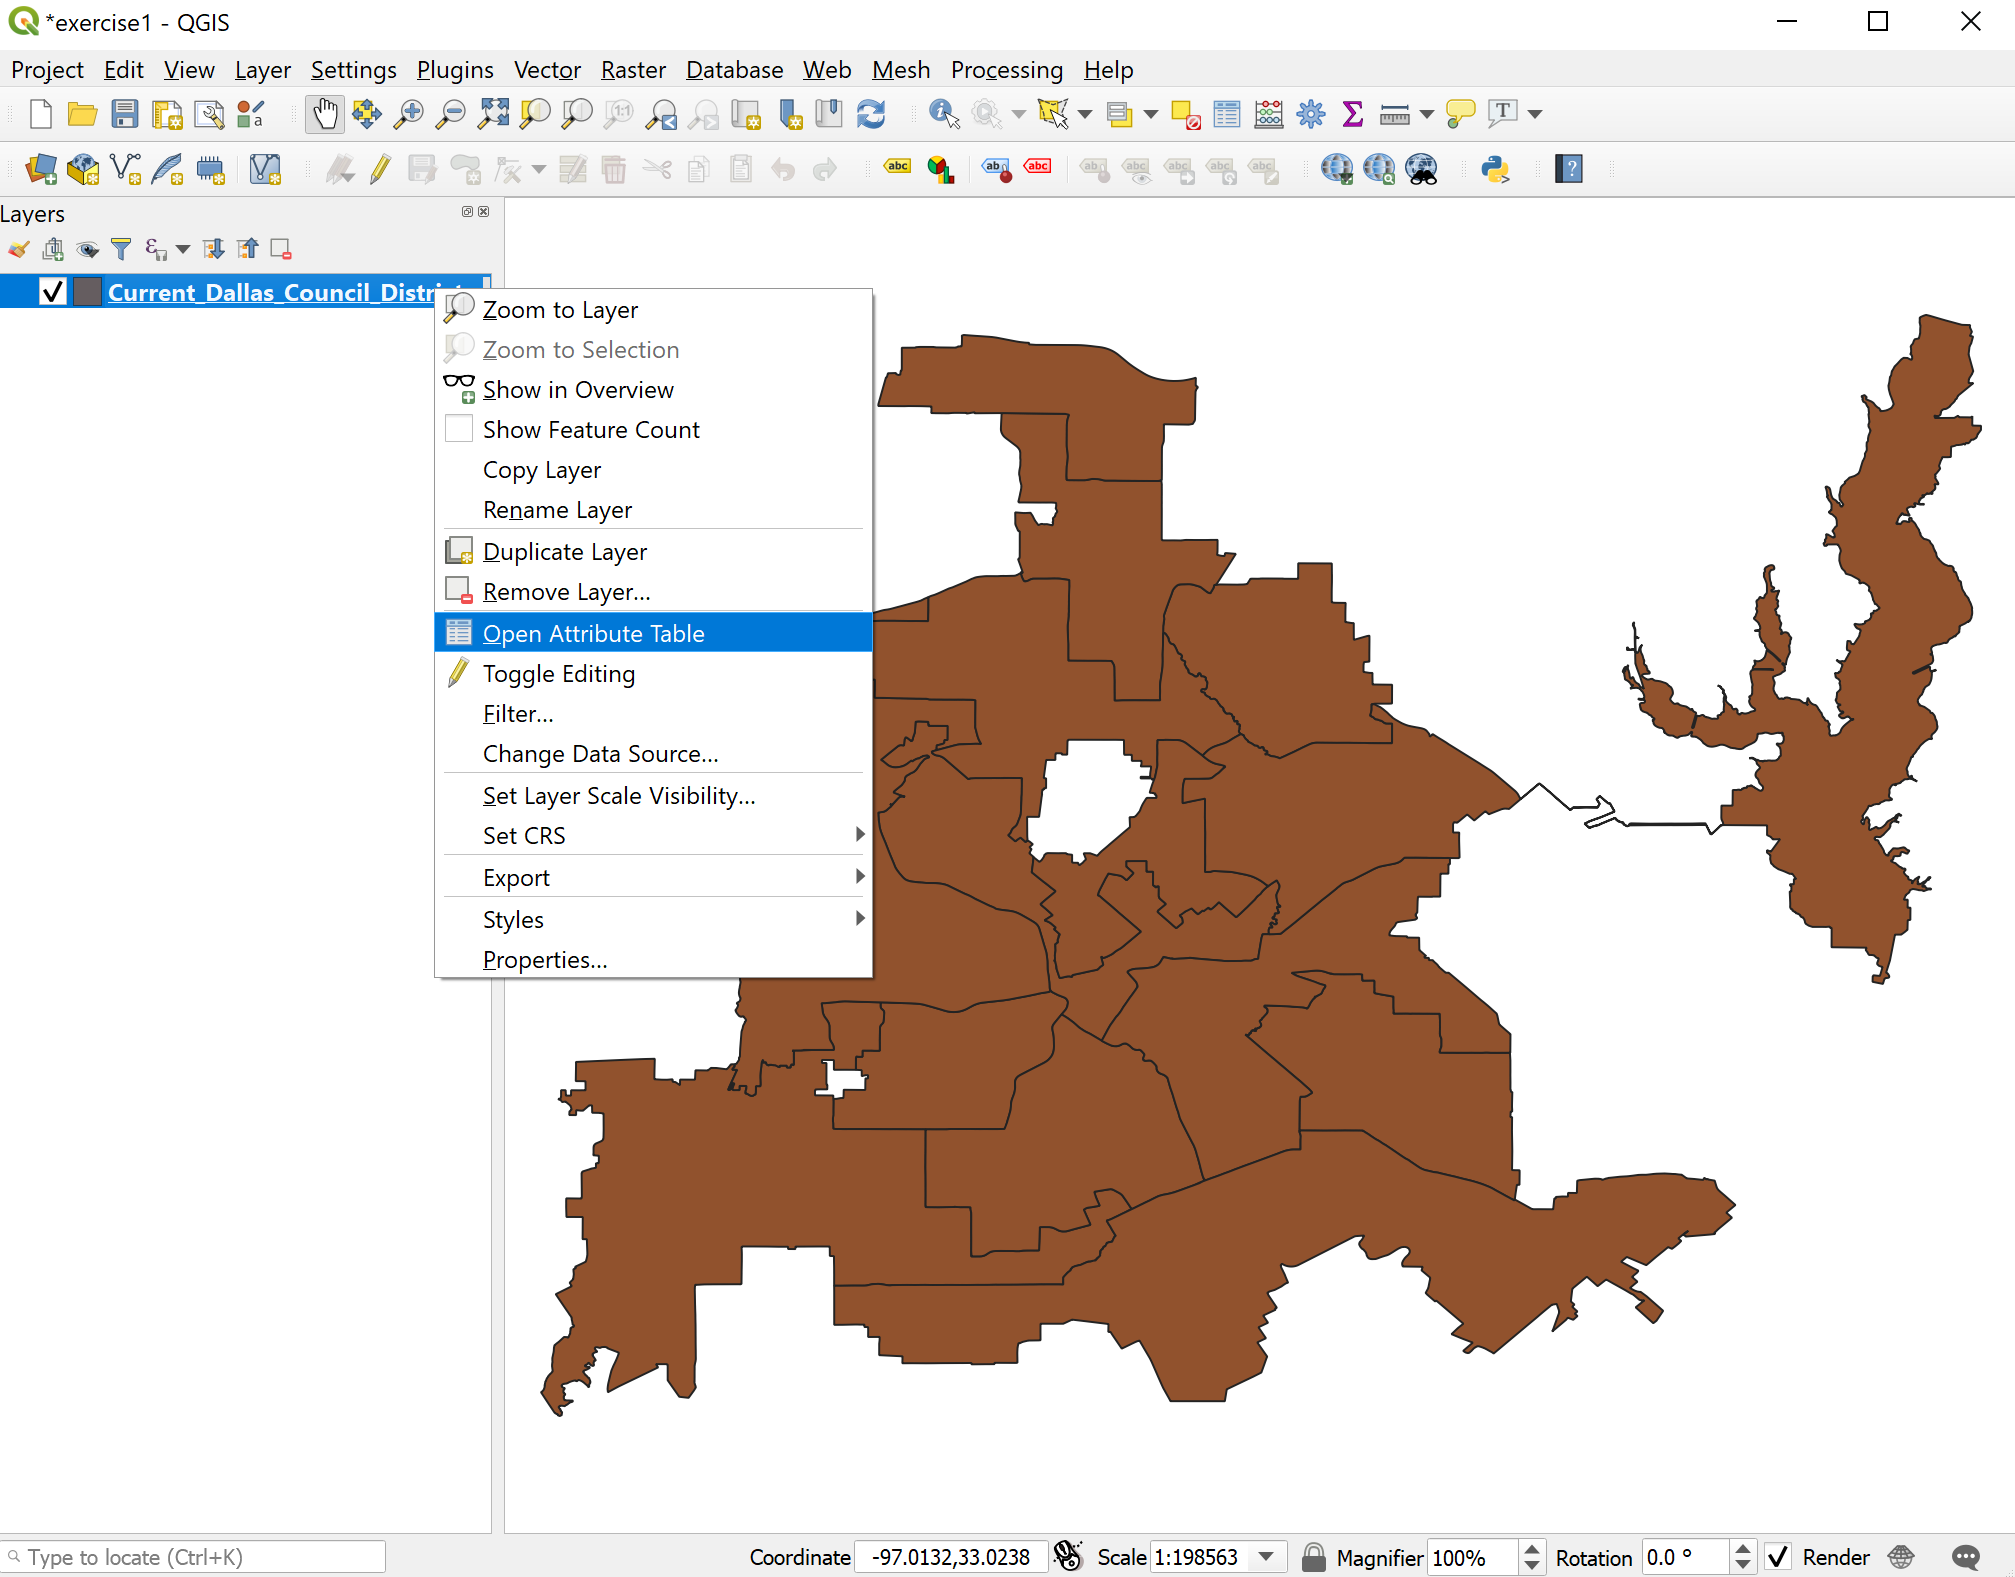 *exercise1 - QGIS
Project Edit View Layer Settings Plugins Vector Raster Database Web Mesh Processing Help
Layers
Current_Dallas_Council_Distri
Zoom to Layer
Zoom to Selection
Show in Overview
Show Feature Count
Copy Layer
Rename Layer
Duplicate Layer
Remove Layer...
Open Attribute Table
Toggle Editing
Filter...
Change Data Source...
Set Layer Scale Visibility...
Set CRS
Export
Styles
Properties...
Type to locate (Ctrl+K) Coordinate -97.0132,33.0238 Scale 1:198563 Magnifier 100% Rotation 0.0 ° Render